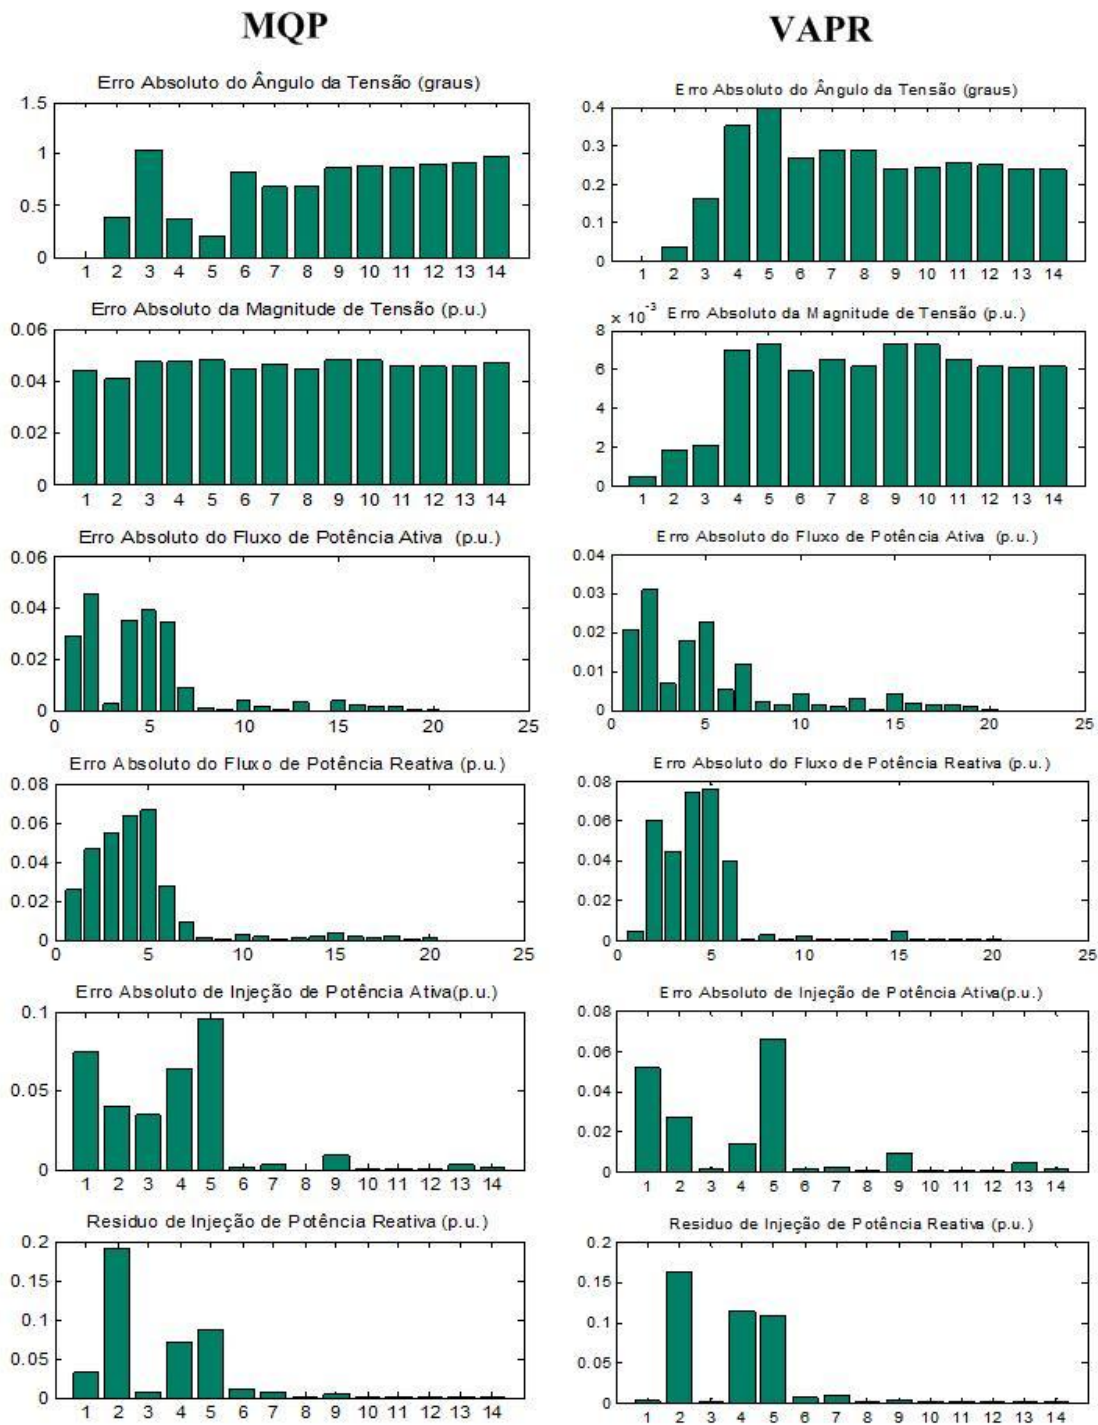 MQP
VAPR
Erro Absoluto do Ângulo da Tensão (graus)
1.5
1
0.5
0
1 2 3 4 5 6 7 8 9 10 11 12 13 14
Erro Absoluto do Ângulo da Tensão (graus)
0.4
0.3
0.2
0.1
0
1 2 3 4 5 6 7 8 9 10 11 12 13 14
Erro Absoluto da Magnitude de Tensão (p.u.)
0.06
0.04
0.02
0
1 2 3 4 5 6 7 8 9 10 11 12 13 14
x 10⁻³ Erro Absoluto da Magnitude de Tensão (p.u.)
8
6
4
2
0
1 2 3 4 5 6 7 8 9 10 11 12 13 14
Erro Absoluto do Fluxo de Potência Ativa (p.u.)
0.06
0.04
0.02
0
0 5 10 15 20 25
Erro Absoluto do Fluxo de Potência Ativa (p.u.)
0.04
0.03
0.02
0.01
0
0 5 10 15 20 25
Erro Absoluto do Fluxo de Potência Reativa (p.u.)
0.08
0.06
0.04
0.02
0
0 5 10 15 20 25
Erro Absoluto do Fluxo de Potência Reativa (p.u.)
0.08
0.06
0.04
0.02
0
0 5 10 15 20 25
Erro Absoluto de Injeção de Potência Ativa(p.u.)
0.1
0.05
0
1 2 3 4 5 6 7 8 9 10 11 12 13 14
Erro Absoluto de Injeção de Potência Ativa(p.u.)
0.08
0.06
0.04
0.02
0
1 2 3 4 5 6 7 8 9 10 11 12 13 14
Residuo de Injeção de Potência Reativa (p.u.)
0.2
0.15
0.1
0.05
0
1 2 3 4 5 6 7 8 9 10 11 12 13 14
Residuo de Injeção de Potência Reativa (p.u.)
0.2
0.15
0.1
0.05
0
1 2 3 4 5 6 7 8 9 10 11 12 13 14